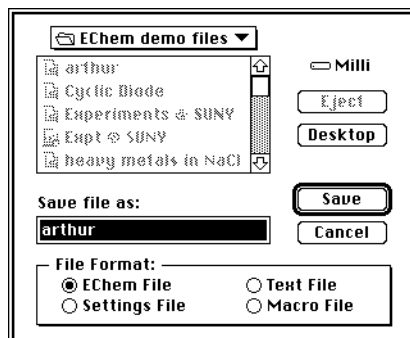 EChem demo files
arthur
Cyclic Diode
Experiments @ SUNY
Expt @ SUNY
heavy metals in NaCl
Milli
Eject
Desktop
Save file as:
arthur
Save
Cancel
File Format:
EChem File
Text File
Settings File
Macro File